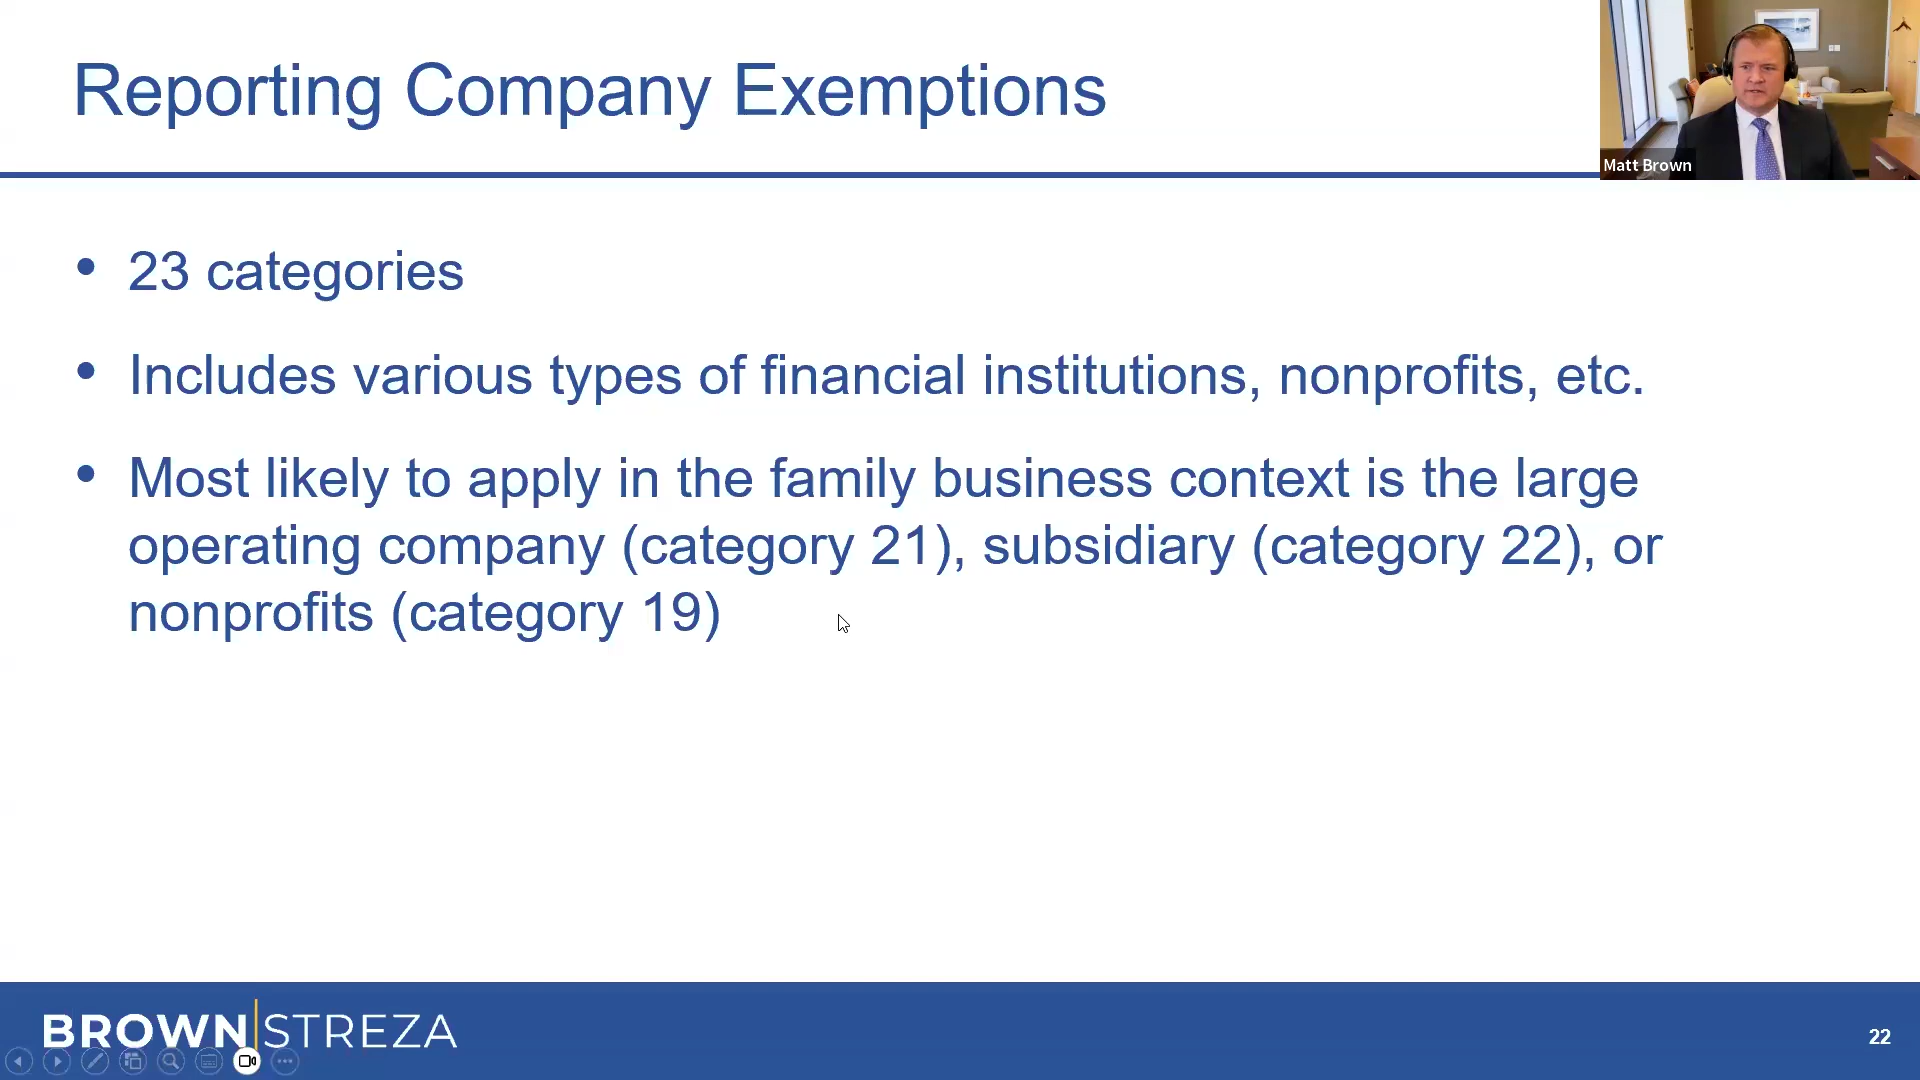 Reporting Company Exemptions
Matt Brown
• 23 categories
• Includes various types of financial institutions, nonprofits, etc.
• Most likely to apply in the family business context is the large
operating company (category 21), subsidiary (category 22), or
nonprofits (category 19)
BROWN|STREZA
22